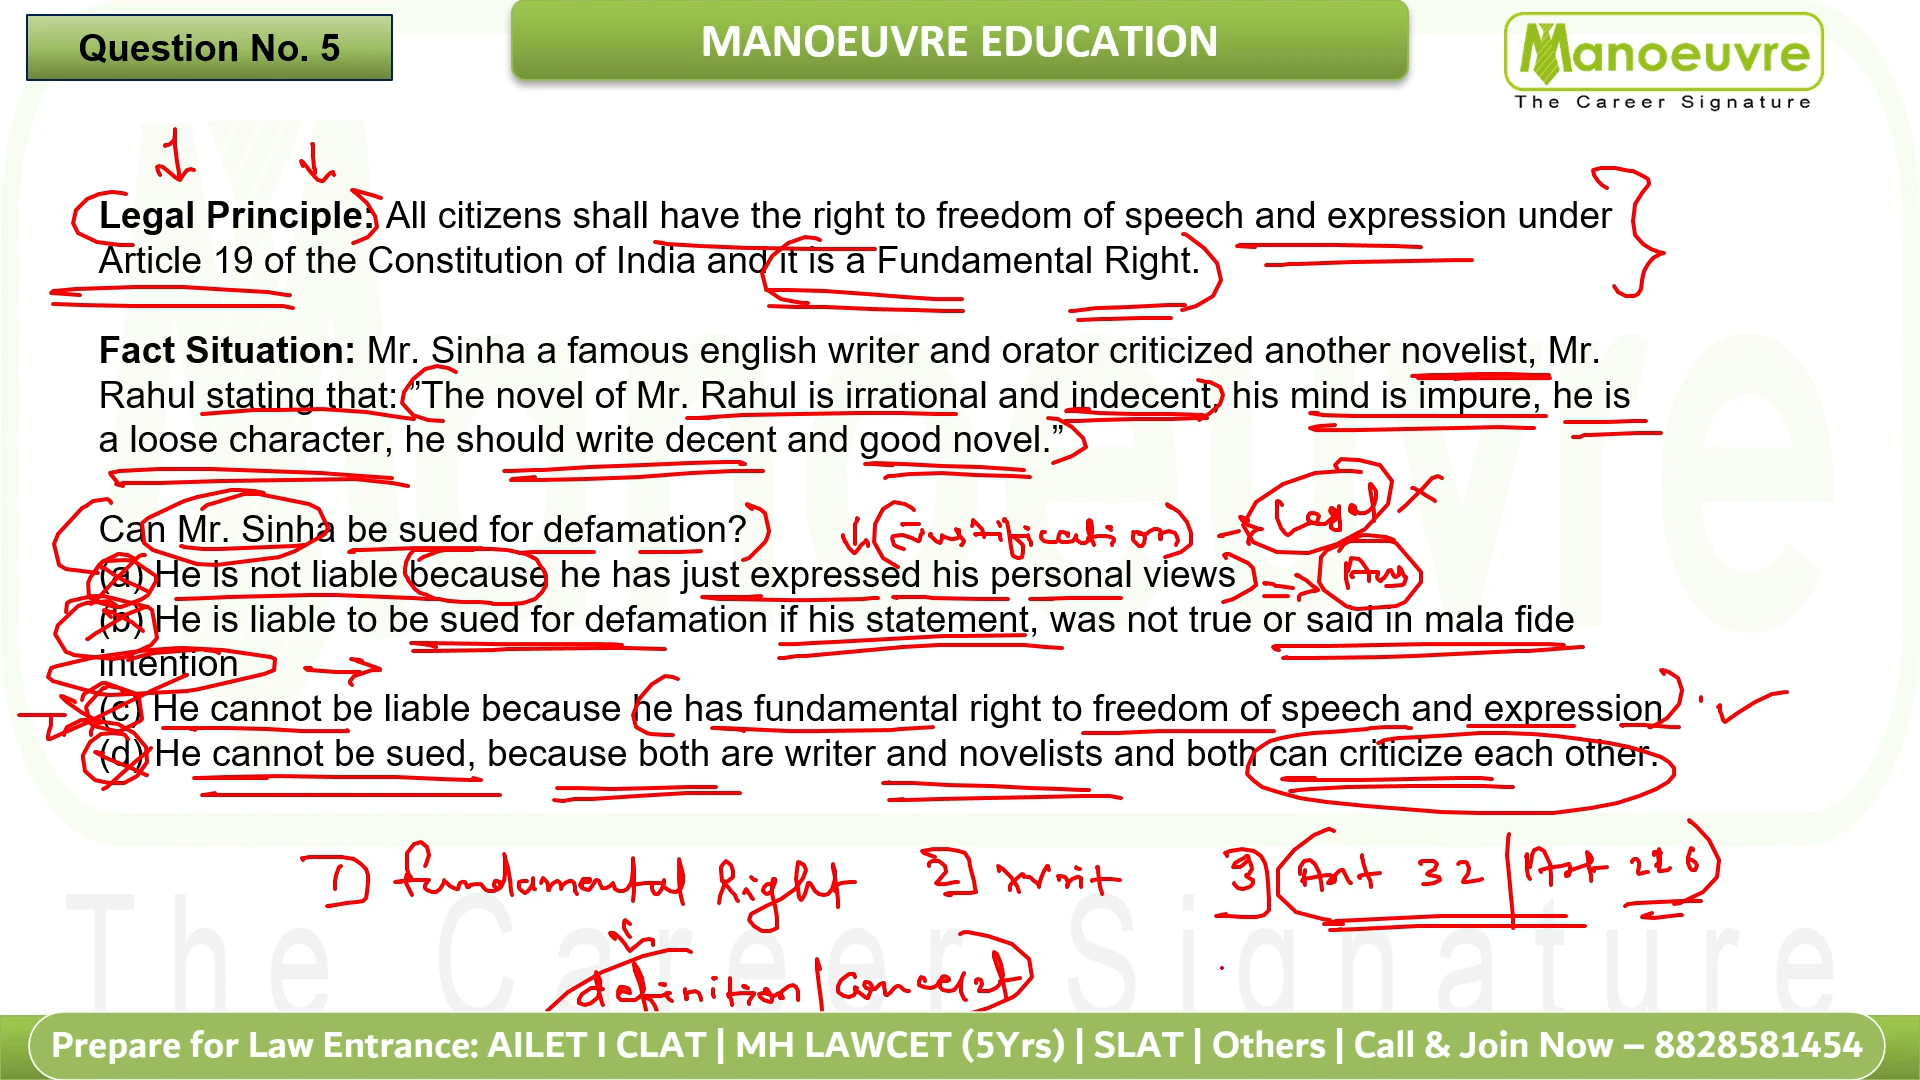 Question No. 5
MANOEUVRE EDUCATION
Manoeuvre
The Career Signature
Legal Principle: All citizens shall have the right to freedom of speech and expression under
Article 19 of the Constitution of India and it is a Fundamental Right.
Fact Situation: Mr. Sinha a famous english writer and orator criticized another novelist, Mr.
Rahul stating that: ”The novel of Mr. Rahul is irrational and indecent, his mind is impure, he is
a loose character, he should write decent and good novel.”
Can Mr. Sinha be sued for defamation?
Justification
Legal
(a) He is not liable because he has just expressed his personal views
Ans
(b) He is liable to be sued for defamation if his statement, was not true or said in mala fide
intention
(c) He cannot be liable because he has fundamental right to freedom of speech and expression
(d) He cannot be sued, because both are writer and novelists and both can criticize each other.
1) fundamental Right 2) writ 3) Art 32 | Art 226
definition | concept
The Career Signature
Prepare for Law Entrance: AILET I CLAT | MH LAWCET (5Yrs) | SLAT | Others | Call & Join Now – 8828581454